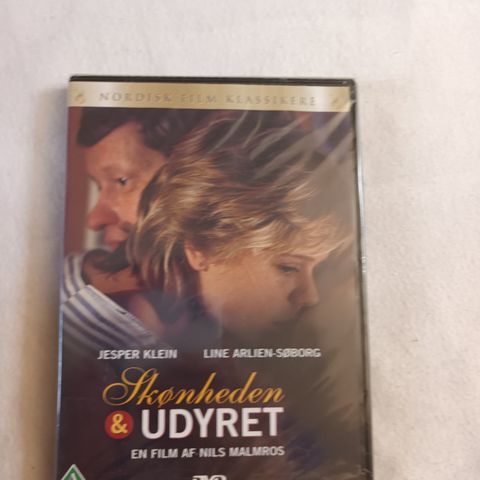 NORDISK FILM KLASSIKERE
JESPER KLEIN LINE ARLIEN-SØBORG
Skønheden
& UDYRET
EN FILM AF NILS MALMROS